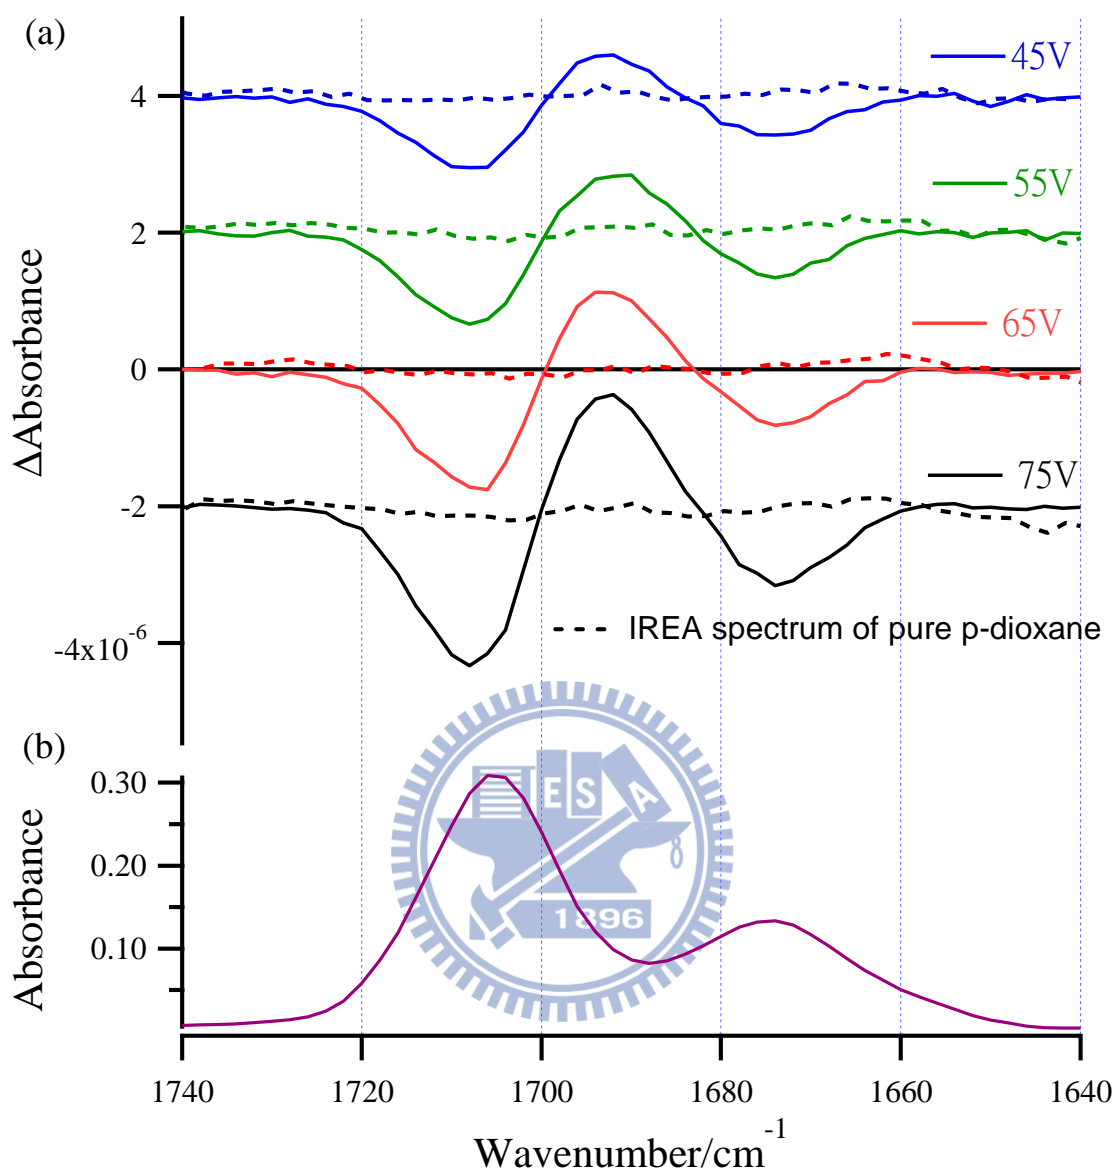 (a)
45V
4
55V
2
65V
0
75V
-2
IREA spectrum of pure p-dioxane
-4x10⁻⁶
ΔAbsorbance
(b)
0.30
0.20
0.10
Absorbance
E S A
1896
1740 1720 1700 1680 1660 1640
Wavenumber/cm⁻¹